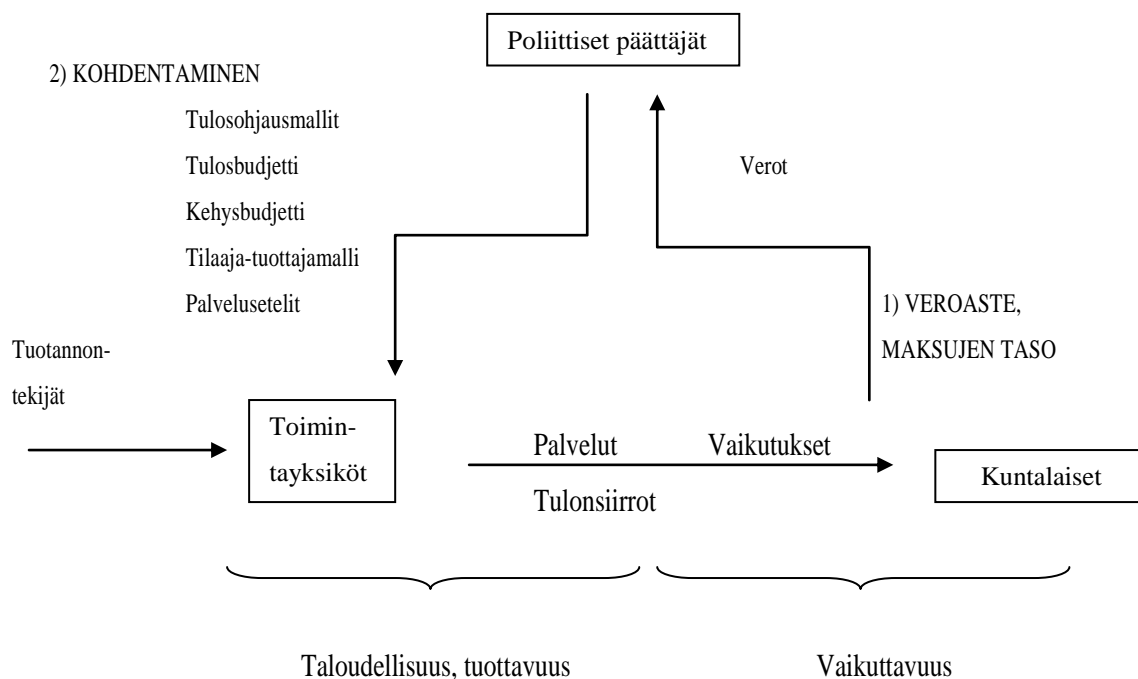 Poliittiset päättäjät
2) KOHDENTAMINEN
Tulosohjausmallit
Tulosbudjetti
Kehysbudjetti
Tilaaja-tuottajamalli
Palvelusetelit
Verot
1) VEROASTE,
MAKSUJEN TASO
Tuotannon-
tekijät
Toimin-
tayksiköt
Palvelut
Vaikutukset
Tulonsiirrot
Kuntalaiset
Taloudellisuus, tuottavuus
Vaikuttavuus